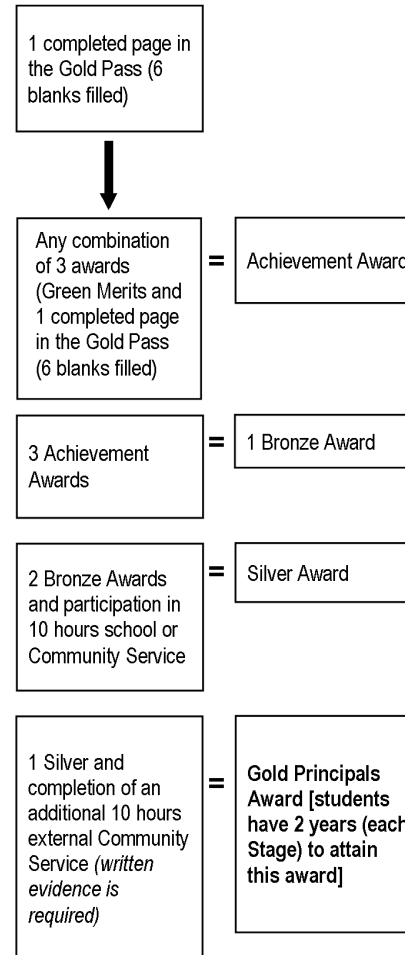 1 completed page in
the Gold Pass (6
blanks filled)
Any combination
of 3 awards
(Green Merits and
1 completed page
in the Gold Pass
(6 blanks filled)
=
Achievement Award
3 Achievement
Awards
=
1 Bronze Award
2 Bronze Awards
and participation in
10 hours school or
Community Service
=
Silver Award
1 Silver and
completion of an
additional 10 hours
external Community
Service (written
evidence is
required)
=
Gold Principals
Award [students
have 2 years (each
Stage) to attain
this award]